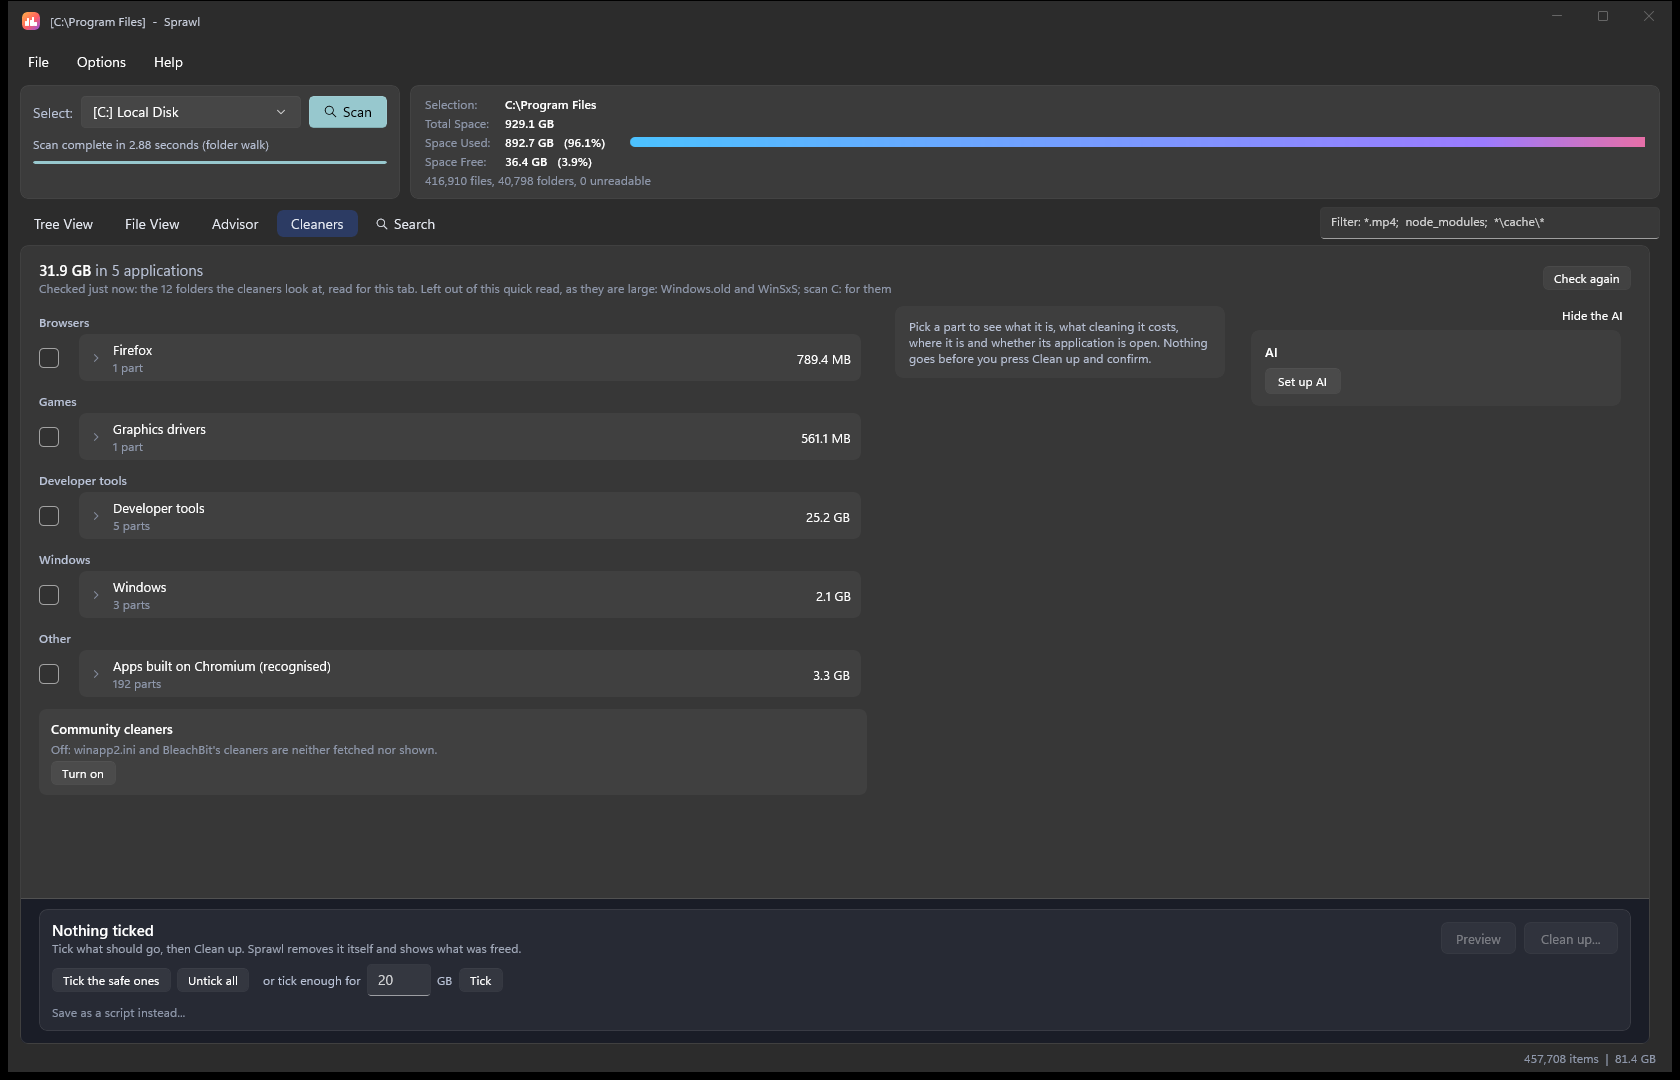 [C:\Program Files] - Sprawl
File Options Help
Select: [C:] Local Disk Scan
Scan complete in 2.88 seconds (folder walk)
Selection: C:\Program Files
Total Space: 929.1 GB
Space Used: 892.7 GB (96.1%)
Space Free: 36.4 GB (3.9%)
416,910 files, 40,798 folders, 0 unreadable
Tree View File View Advisor Cleaners Search
Filter: *.mp4; node_modules; *\cache\*
31.9 GB in 5 applications
Checked just now: the 12 folders the cleaners look at, read for this tab. Left out of this quick read, as they are large: Windows.old and WinSxS; scan C: for them
Check again
Hide the AI
Browsers
Firefox
1 part
789.4 MB
Games
Graphics drivers
1 part
561.1 MB
Developer tools
Developer tools
5 parts
25.2 GB
Windows
Windows
3 parts
2.1 GB
Other
Apps built on Chromium (recognised)
192 parts
3.3 GB
Community cleaners
Off: winapp2.ini and BleachBit's cleaners are neither fetched nor shown.
Turn on
Pick a part to see what it is, what cleaning it costs,
where it is and whether its application is open. Nothing
goes before you press Clean up and confirm.
AI
Set up AI
Nothing ticked
Tick what should go, then Clean up. Sprawl removes it itself and shows what was freed.
Tick the safe ones Untick all or tick enough for 20 GB Tick
Save as a script instead...
Preview Clean up...
457,708 items | 81.4 GB